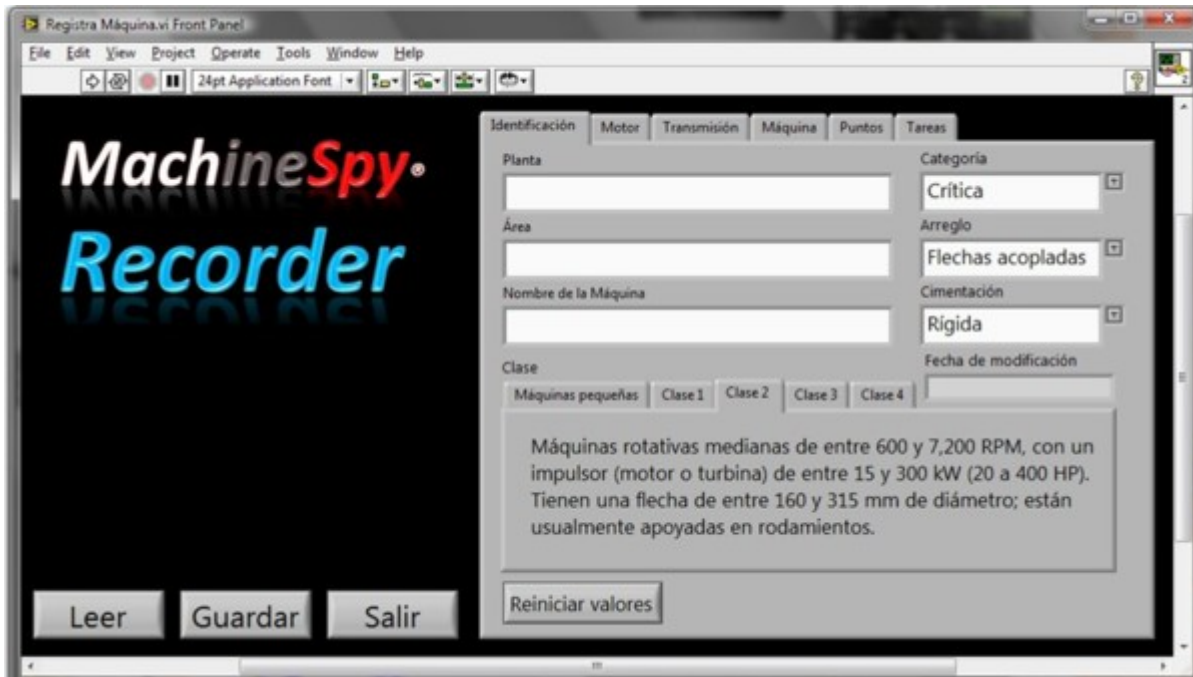 Registra Máquina.vi Front Panel
File Edit View Project Operate Tools Window Help
24pt Application Font
2
MachineSpy®
Recorder
Identificación Motor Transmisión Máquina Puntos Tareas
Planta
Categoría
Crítica
Área
Arreglo
Flechas acopladas
Nombre de la Máquina
Cimentación
Rígida
Fecha de modificación
Clase
Máquinas pequeñas Clase 1 Clase 2 Clase 3 Clase 4
Máquinas rotativas medianas de entre 600 y 7,200 RPM, con un
impulsor (motor o turbina) de entre 15 y 300 kW (20 a 400 HP).
Tienen una flecha de entre 160 y 315 mm de diámetro; están
usualmente apoyadas en rodamientos.
Reiniciar valores
Leer Guardar Salir